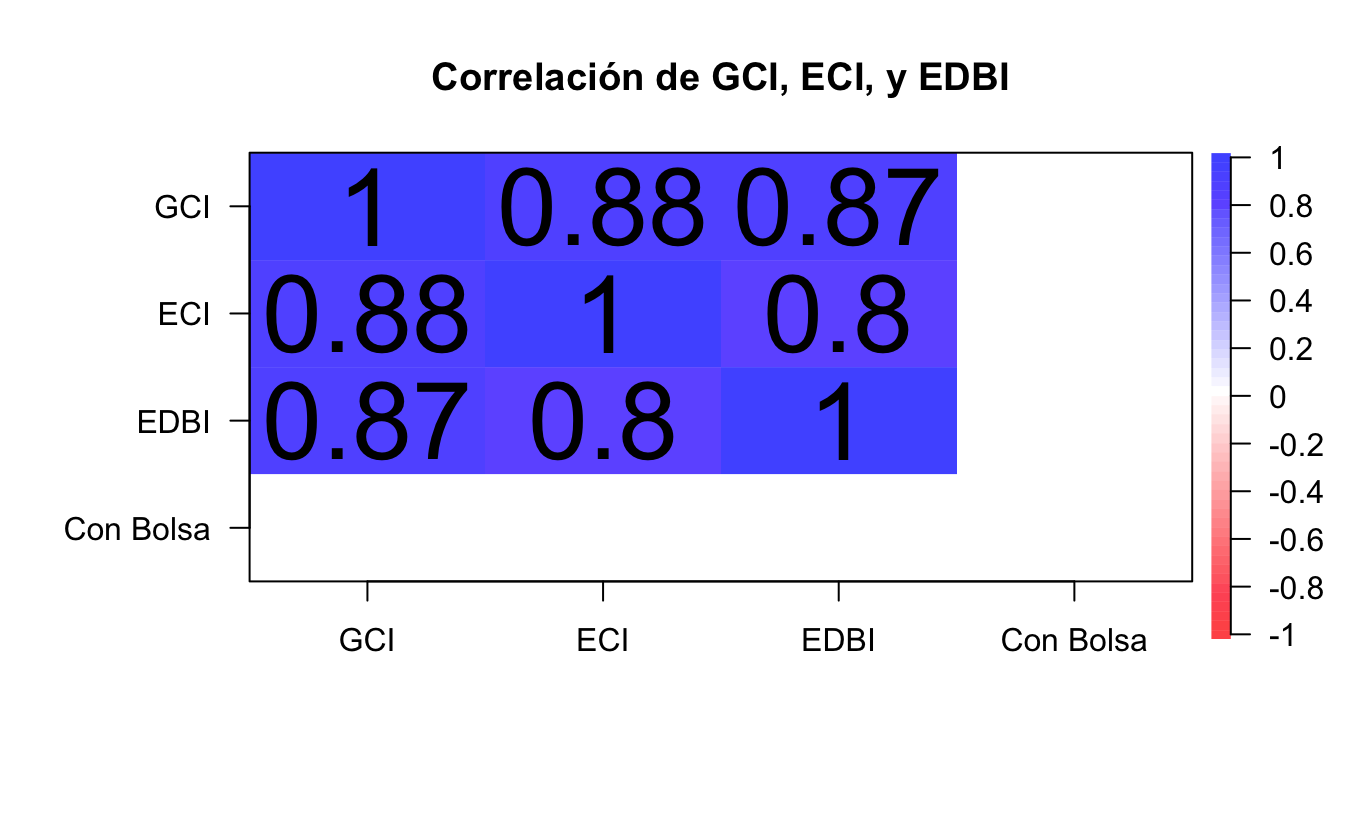 Correlación de GCI, ECI, y EDBI
GCI 1 0.88 0.87
ECI 0.88 1 0.8
EDBI 0.87 0.8 1
Con Bolsa
GCI ECI EDBI Con Bolsa
1
0.8
0.6
0.4
0.2
0
-0.2
-0.4
-0.6
-0.8
-1